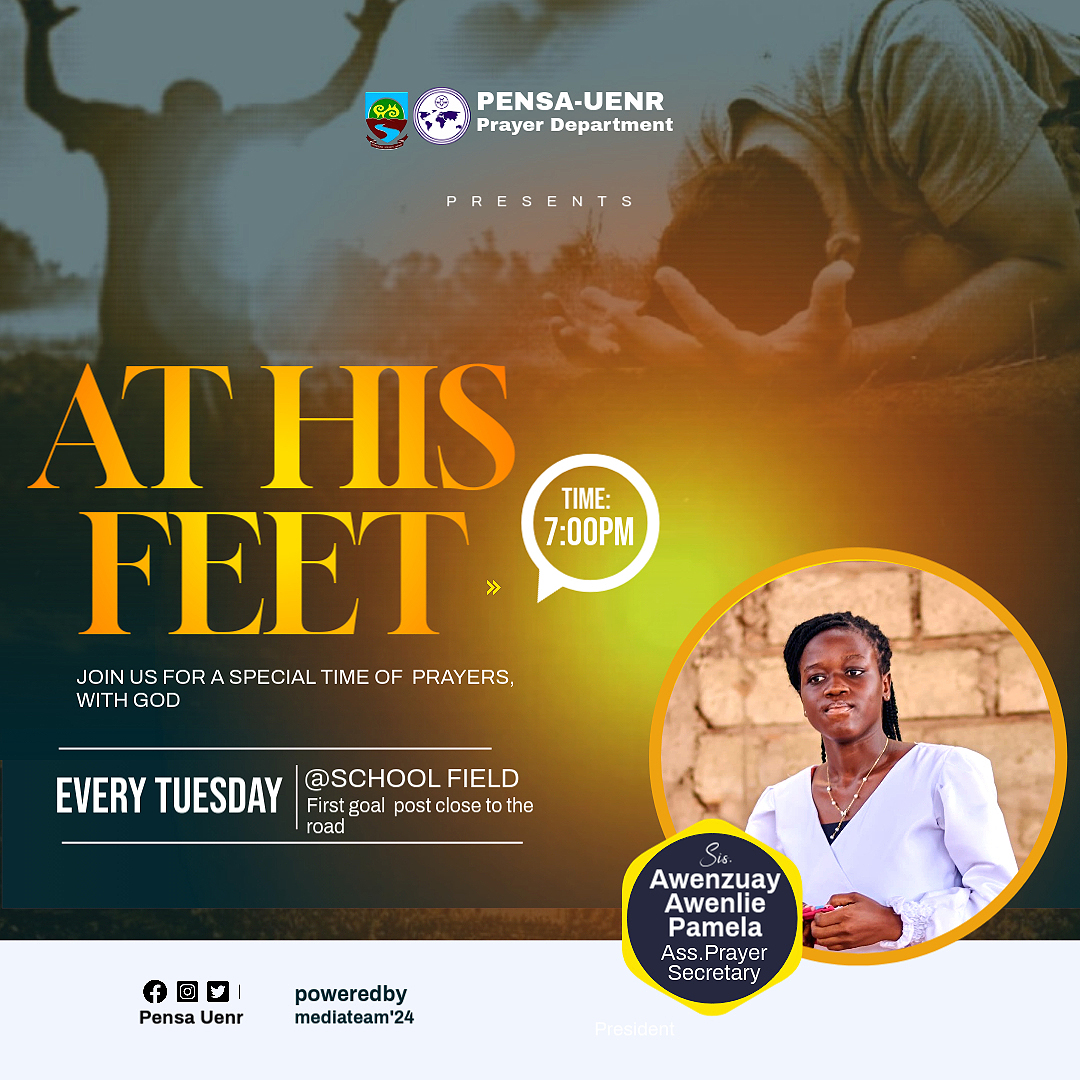 PENSA-UENR
Prayer Department
PRESENTS
AT HIS
FEET
TIME:
7:00PM
JOIN US FOR A SPECIAL TIME OF PRAYERS,
WITH GOD
EVERY TUESDAY
@SCHOOL FIELD
First goal post close to the
road
Sis.
Awenzuay
Awenlie
Pamela
Ass.Prayer
Secretary
Pensa Uenr
poweredby
mediateam'24
President